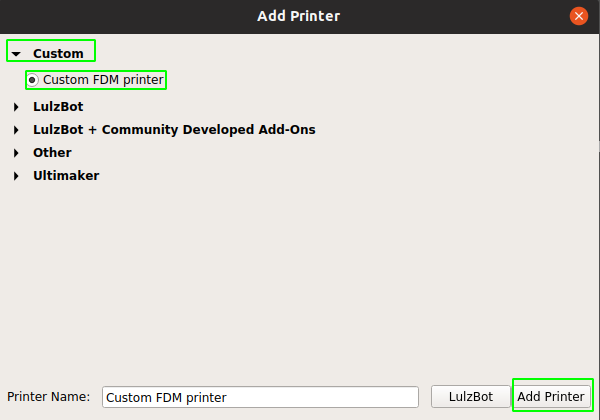 Add Printer
Custom
Custom FDM printer
LulzBot
LulzBot + Community Developed Add-Ons
Other
Ultimaker
Printer Name: Custom FDM printer LulzBot Add Printer